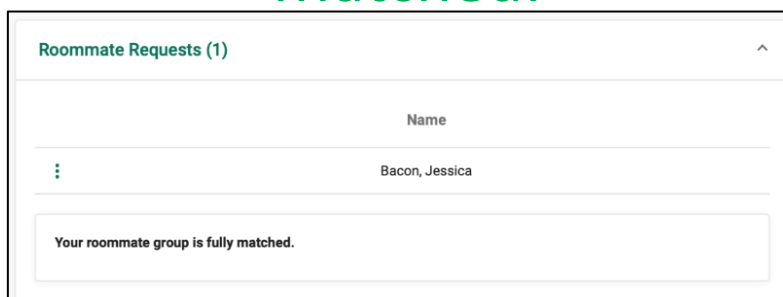 Roommate Requests (1)
Name
Bacon, Jessica
Your roommate group is fully matched.